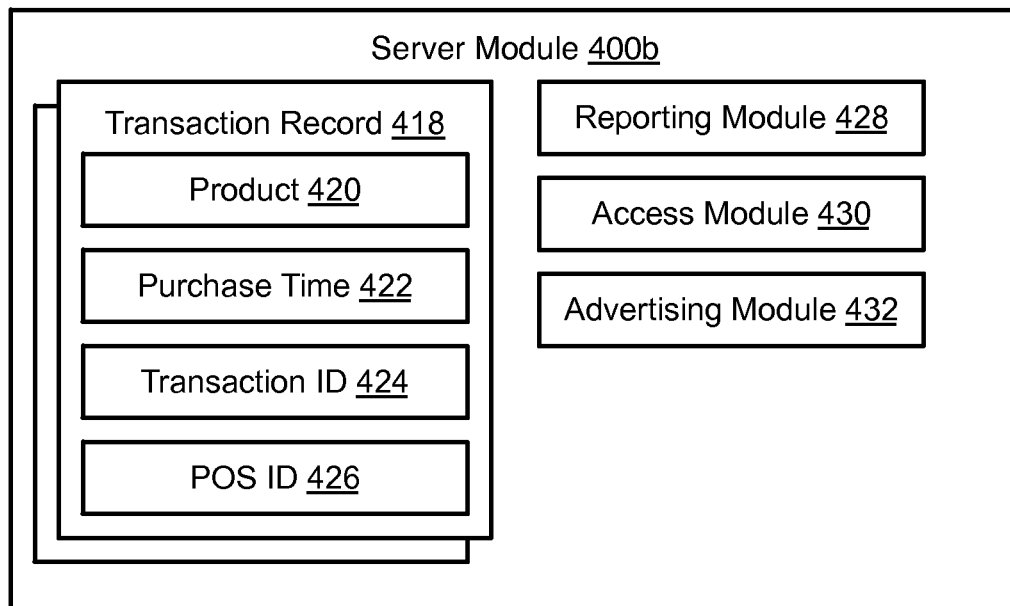 Server Module 400b
Transaction Record 418
Product 420
Purchase Time 422
Transaction ID 424
POS ID 426
Reporting Module 428
Access Module 430
Advertising Module 432